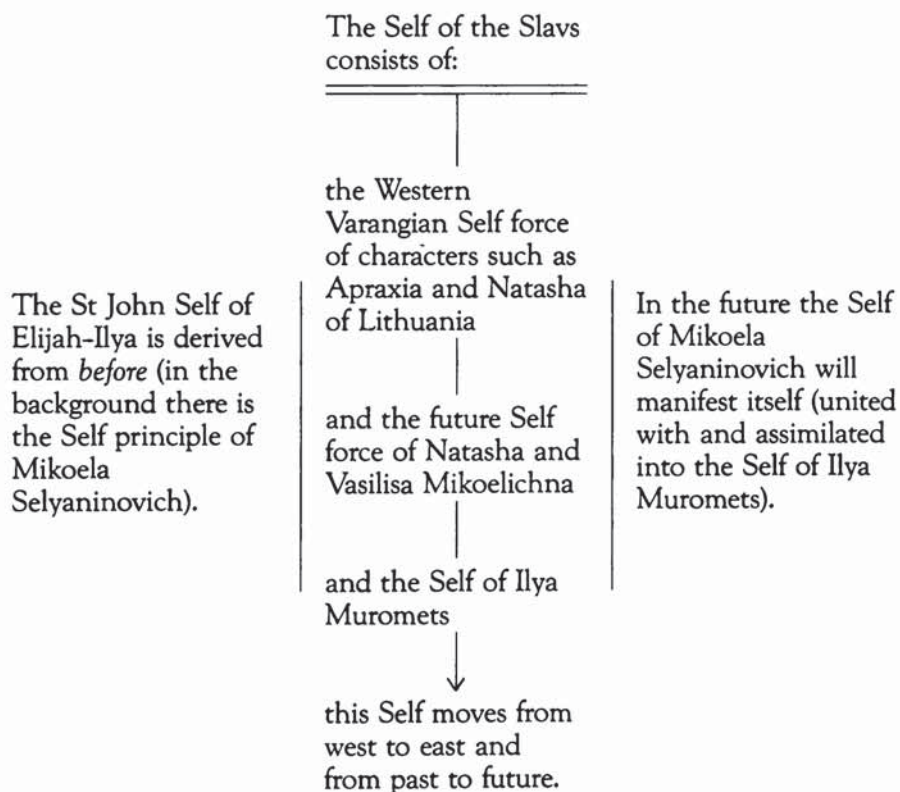 The Self of the Slavs
consists of:
the Western
Varangian Self force
of characters such as
Apraxia and Natasha
of Lithuania
The St John Self of
Elijah-Ilya is derived
from before (in the
background there is
the Self principle of
Mikoela
Selyaninovich).
and the future Self
force of Natasha and
Vasilisa Mikoelichna
In the future the Self
of Mikoela
Selyaninovich will
manifest itself (united
with and assimilated
into the Self of Ilya
Muromets).
and the Self of Ilya
Muromets
this Self moves from
west to east and
from past to future.